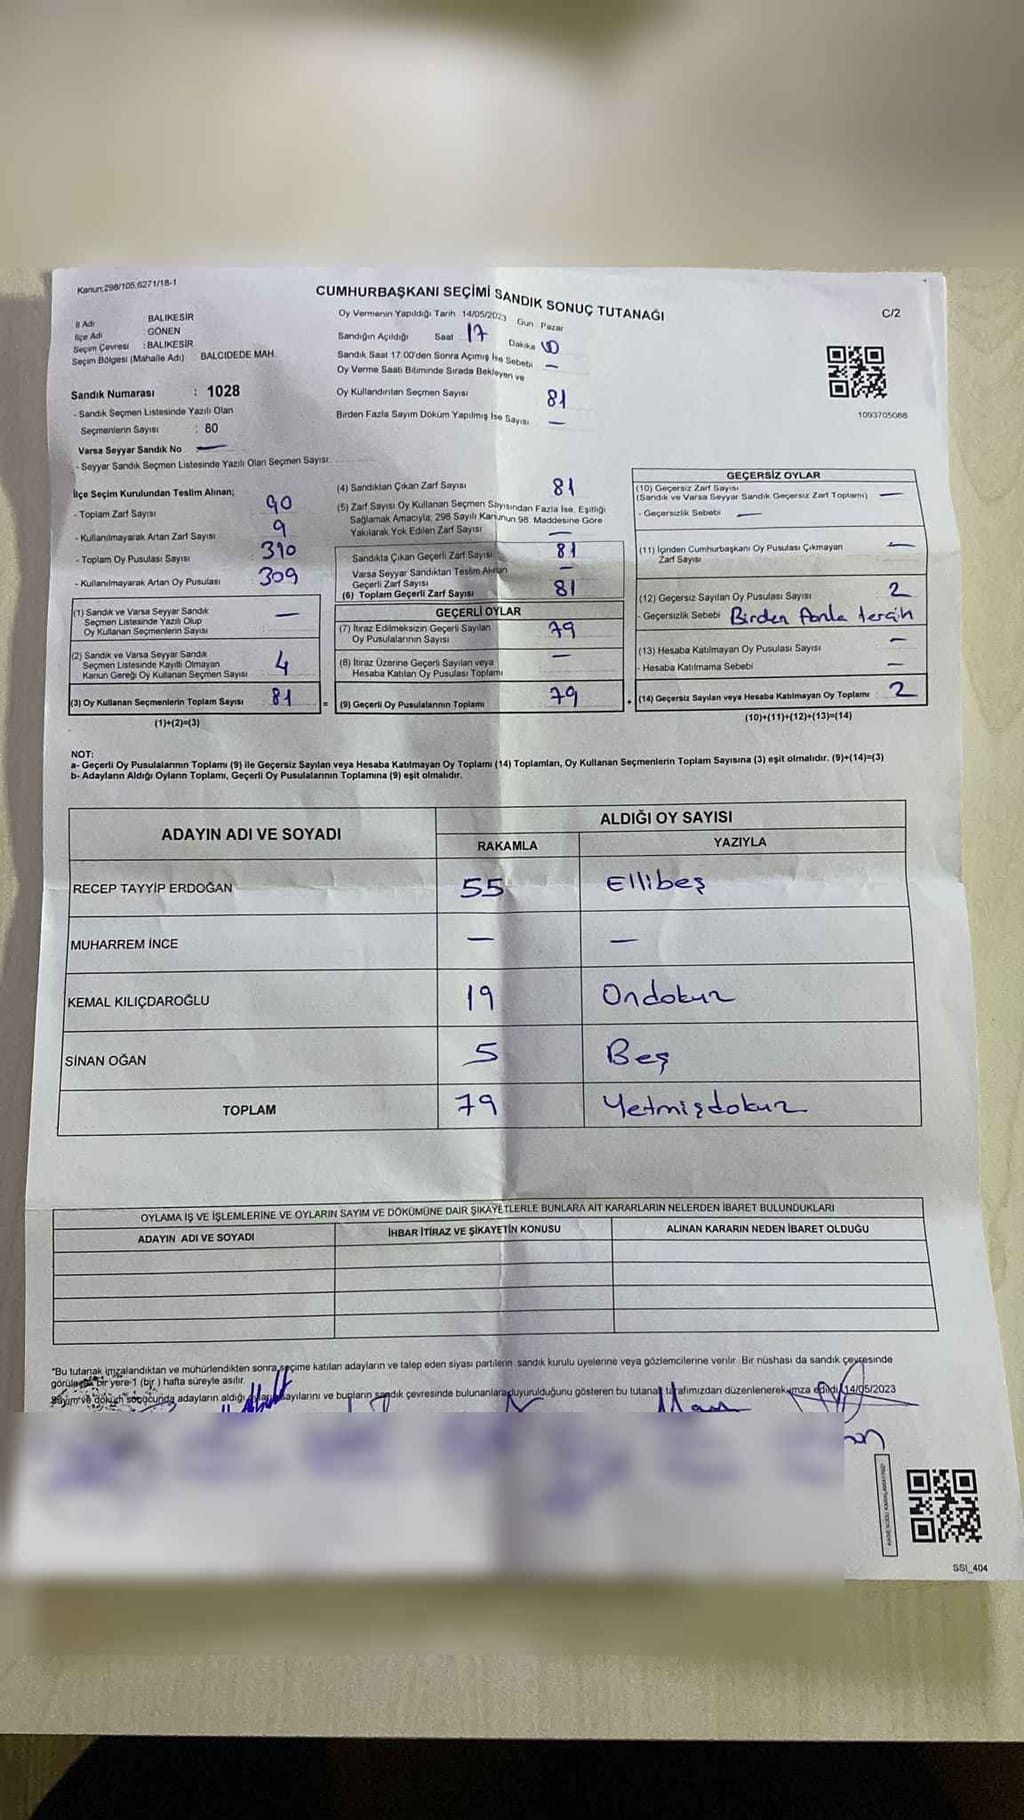 Kanun:298/105,6271/18-1
CUMHURBAŞKANI SEÇİMİ SANDIK SONUÇ TUTANAĞI
C/2
İl Adı BALIKESİR
İlçe Adı GÖNEN
Seçim Çevresi : BALIKESİR
Seçim Bölgesi (Mahalle Adı) BALCIDEDE MAH.
Oy Vermenin Yapıldığı Tarih 14/05/2023 Gün Pazar
Sandığın Açıldığı Saat 17 Dakika
Sandık Saat 17:00'den Sonra Açımış İse Sebebi —
Oy Verme Saati Bitiminde Sırada Bekleyen ve
Oy Kullandırılan Seçmen Sayısı 81
Birden Fazla Sayım Döküm Yapılmış İse Sayısı —
1093705086
Sandık Numarası : 1028
- Sandık Seçmen Listesinde Yazılı Olan
Seçmenlerin Sayısı : 80
Varsa Seyyar Sandık No —
- Seyyar Sandık Seçmen Listesinde Yazılı Olan Seçmen Sayısı:
İlçe Seçim Kurulundan Teslim Alınan;
- Toplam Zarf Sayısı 90
- Kullanılmayarak Artan Zarf Sayısı 9
- Toplam Oy Pusulası Sayısı 390
- Kullanılmayarak Artan Oy Pusulası 309
(1) Sandık ve Varsa Seyyar Sandık
Seçmen Listesinde Yazılı Olup
Oy Kullanan Seçmenlerin Sayısı —
(2) Sandık ve Varsa Seyyar Sandık
Seçmen Listesinde Kayıtlı Olmayan
Kanun Gereği Oy Kullanan Seçmen Sayısı 4
(3) Oy Kullanan Seçmenlerin Toplam Sayısı 81
(1)+(2)=(3)
(4) Sandıktan Çıkan Zarf Sayısı 81
(5) Zarf Sayısı Oy Kullanan Seçmen Sayısından Fazla İse, Eşitliği
Sağlamak Amacıyla, 298 Sayılı Kanunun 98. Maddesine Göre
Yakılarak Yok Edilen Zarf Sayısı —
Sandıkta Çıkan Geçerli Zarf Sayısı 81
Varsa Seyyar Sandıktan Teslim Alınan
Geçerli Zarf Sayısı —
(6) Toplam Geçerli Zarf Sayısı 81
GEÇERLİ OYLAR
(7) İtiraz Edilmeksizin Geçerli Sayılan
Oy Pusulalarının Sayısı 79
(8) İtiraz Üzerine Geçerli Sayılan veya
Hesaba Katılan Oy Pusulası Toplamı —
= (9) Geçerli Oy Pusulalarının Toplamı 79
GEÇERSİZ OYLAR
(10) Geçersiz Zarf Sayısı
(Sandık ve Varsa Seyyar Sandık Geçersiz Zarf Toplamı) —
- Geçersizlik Sebebi —
(11) İçinden Cumhurbaşkanı Oy Pusulası Çıkmayan
Zarf Sayısı —
(12) Geçersiz Sayılan Oy Pusulası Sayısı 2
- Geçersizlik Sebebi Birden fazla tercih
(13) Hesaba Katılmayan Oy Pusulası Sayısı —
- Hesaba Katılmama Sebebi —
+ (14) Geçersiz Sayılan veya Hesaba Katılmayan Oy Toplamı 2
(10)+(11)+(12)+(13)=(14)
NOT:
a- Geçerli Oy Pusulalarının Toplamı (9) ile Geçersiz Sayılan veya Hesaba Katılmayan Oy Toplamı (14) Toplamları, Oy Kullanan Seçmenlerin Toplam Sayısına (3) eşit olmalıdır. (9)+(14)=(3)
b- Adayların Aldığı Oyların Toplamı, Geçerli Oy Pusulalarının Toplamına (9) eşit olmalıdır.
ADAYIN ADI VE SOYADI ALDIĞI OY SAYISI
RAKAMLA YAZIYLA
RECEP TAYYİP ERDOĞAN 55 Ellibeş
MUHARREM İNCE — —
KEMAL KILIÇDAROĞLU 19 Ondokuz
SİNAN OĞAN 5 Beş
TOPLAM 79 Yetmişdokuz
OYLAMA İŞ VE İŞLEMLERİNE VE OYLARIN SAYIM VE DÖKÜMÜNE DAİR ŞİKAYETLERLE BUNLARA AİT KARARLARIN NELERDEN İBARET BULUNDUKLARI
ADAYIN ADI VE SOYADI İHBAR İTİRAZ VE ŞİKAYETİN KONUSU ALINAN KARARIN NEDEN İBARET OLDUĞU
"Bu tutanak imzalandıktan ve mühürlendikten sonra seçime katılan adayların ve talep eden siyasi partilerin sandık kurulu üyelerine veya gözlemcilerine verilir. Bir nüshası da sandık çevresinde
görülecek bir yere 1 (bir) hafta süreyle asılır.
Sayım ve döküm sonucunda adayların aldığı sayılarını ve bunların sandık çevresinde bulunanlara duyurulduğunu gösteren bu tutanak tarafımızdan düzenlenerek imza edildi. 14/05/2023
SSI_404